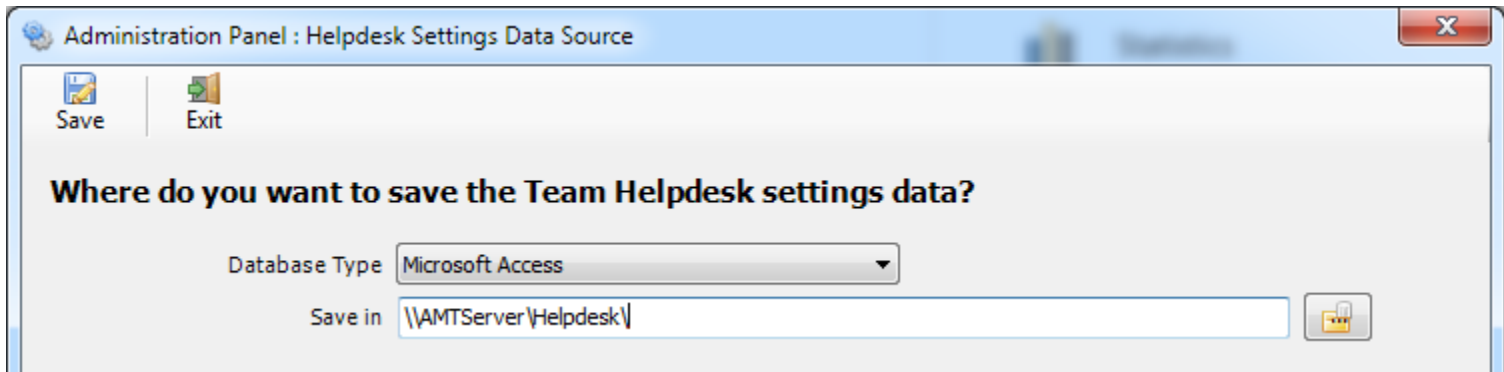 Administration Panel : Helpdesk Settings Data Source
Statistics
Save
Exit
Where do you want to save the Team Helpdesk settings data?
Database Type Microsoft Access
Save in \\AMTServer\Helpdesk\